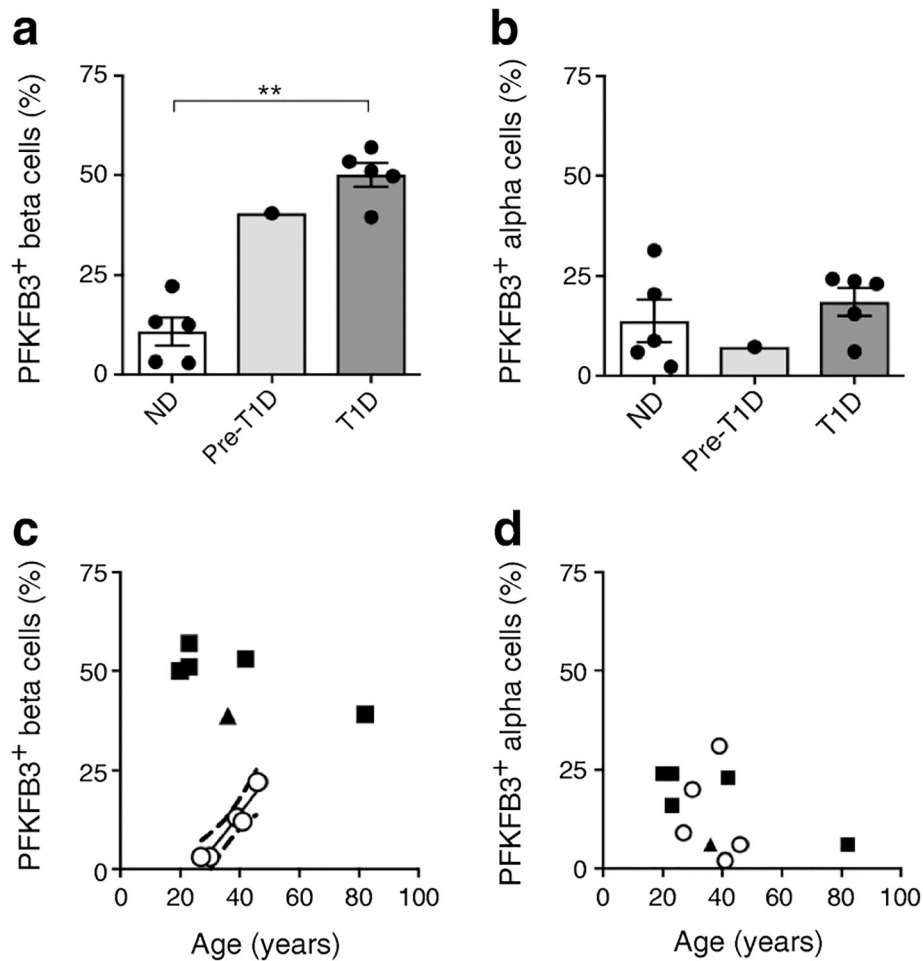 a
PFKFB3+ beta cells (%)
75
50
25
0
**
ND
Pre-T1D
T1D
b
PFKFB3+ alpha cells (%)
75
50
25
0
ND
Pre-T1D
T1D
c
PFKFB3+ beta cells (%)
75
50
25
0
0 20 40 60 80 100
Age (years)
d
PFKFB3+ alpha cells (%)
75
50
25
0
0 20 40 60 80 100
Age (years)